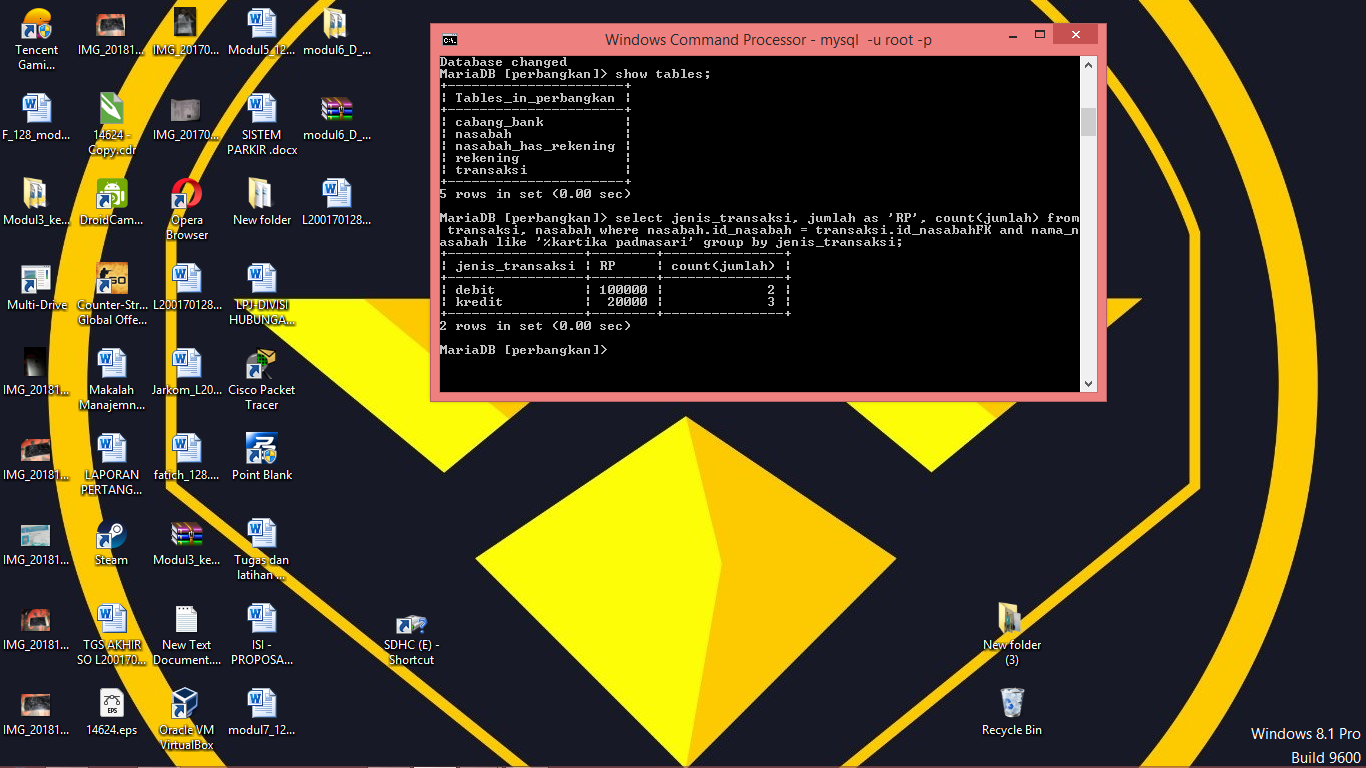 Windows Command Processor - mysql  -u root -p
Database changed
MariaDB [perbangkan]> show tables;
+----------------------+
| Tables_in_perbangkan |
+----------------------+
| cabang_bank          |
| nasabah              |
| nasabah_has_rekening |
| rekening             |
| transaksi            |
+----------------------+
5 rows in set (0.00 sec)
MariaDB [perbangkan]> select jenis_transaksi, jumlah as 'RP', count(jumlah) from
 transaksi, nasabah where nasabah.id_nasabah = transaksi.id_nasabahFK and nama_n
asabah like '%kartika padmasari' group by jenis_transaksi;
+-----------------+--------+---------------+
| jenis_transaksi | RP     | count(jumlah) |
+-----------------+--------+---------------+
| debit           | 100000 |             2 |
| kredit          |  20000 |             3 |
+-----------------+--------+---------------+
2 rows in set (0.00 sec)
MariaDB [perbangkan]>
Tencent
Gami...
IMG_20181...
IMG_20170...
Modul5_12...
modul6_D_...
F_128_mod...
14624 -
Copy.cdr
IMG_20170...
SISTEM
PARKIR .docx
modul6_D_...
Modul3_ke...
DroidCam...
Opera
Browser
New folder
L200170128...
Multi-Drive
Counter-Str...
Global Offe...
L200170128...
LPJ-DIVISI
HUBUNGA...
IMG_20181...
Makalah
Manajemn...
Jarkom_L20...
Cisco Packet
Tracer
IMG_20181...
LAPORAN
PERTANG...
fatich_128....
Point Blank
IMG_20181...
Steam
Modul3_ke...
Tugas dan
latihan ...
IMG_20181...
TGS AKHIR
SO L200170...
New Text
Document....
ISI -
PROPOSA...
SDHC (E) -
Shortcut
New folder
(3)
IMG_20181...
EPS
14624.eps
Oracle VM
VirtualBox
modul7_12...
Recycle Bin
Windows 8.1 Pro
Build 9600